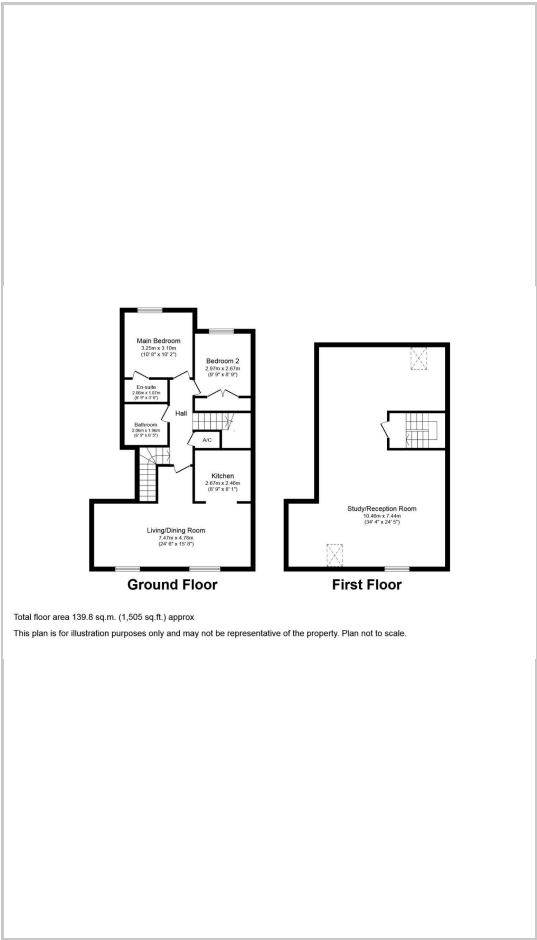 Main Bedroom
3.25m x 3.10m
(10' 8" x 10' 2")
Bedroom 2
2.97m x 2.67m
(9' 9" x 8' 9")
En-suite
2.06m x 1.07m
(6' 9" x 3' 6")
Hall
Bathroom
2.06m x 1.96m
(6' 9" x 6' 5")
A/C
Kitchen
2.67m x 2.46m
(8' 9" x 8' 1")
Living/Dining Room
7.47m x 4.78m
(24' 6" x 15' 8")
Study/Reception Room
10.46m x 7.44m
(34' 4" x 24' 5")
Ground Floor
First Floor
Total floor area 139.8 sq.m. (1,505 sq.ft.) approx
This plan is for illustration purposes only and may not be representative of the property. Plan not to scale.